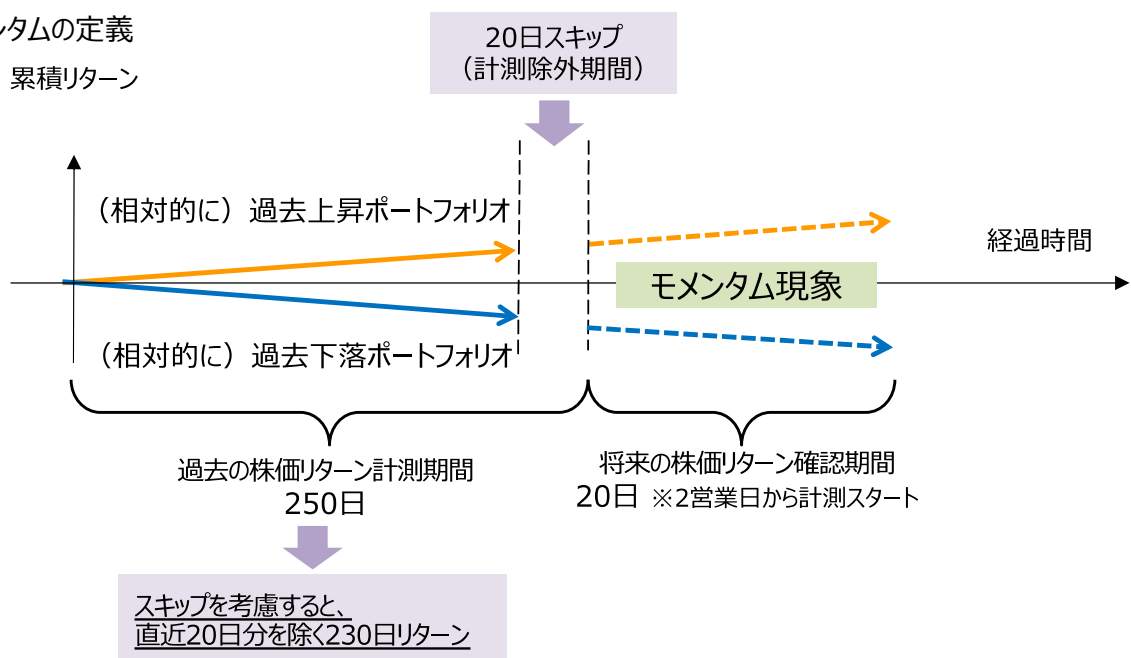 ンタムの定義
累積リターン
20日スキップ
（計測除外期間）
（相対的に）過去上昇ポートフォリオ
経過時間
モメンタム現象
（相対的に）過去下落ポートフォリオ
過去の株価リターン計測期間
250日
将来の株価リターン確認期間
20日 ※2営業日から計測スタート
スキップを考慮すると、
直近20日分を除く230日リターン